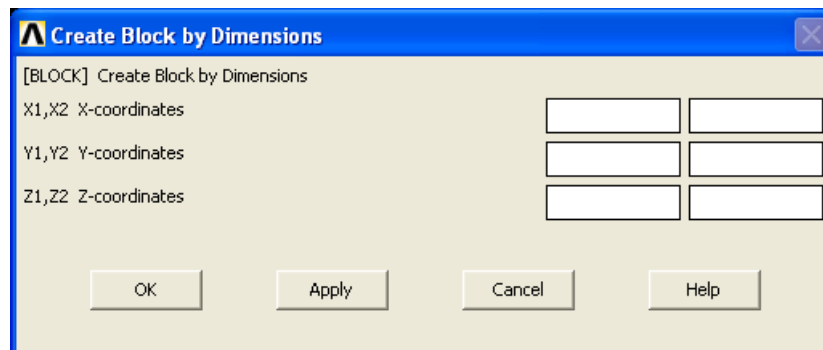 Create Block by Dimensions
[BLOCK] Create Block by Dimensions
X1,X2 X-coordinates
Y1,Y2 Y-coordinates
Z1,Z2 Z-coordinates
OK Apply Cancel Help